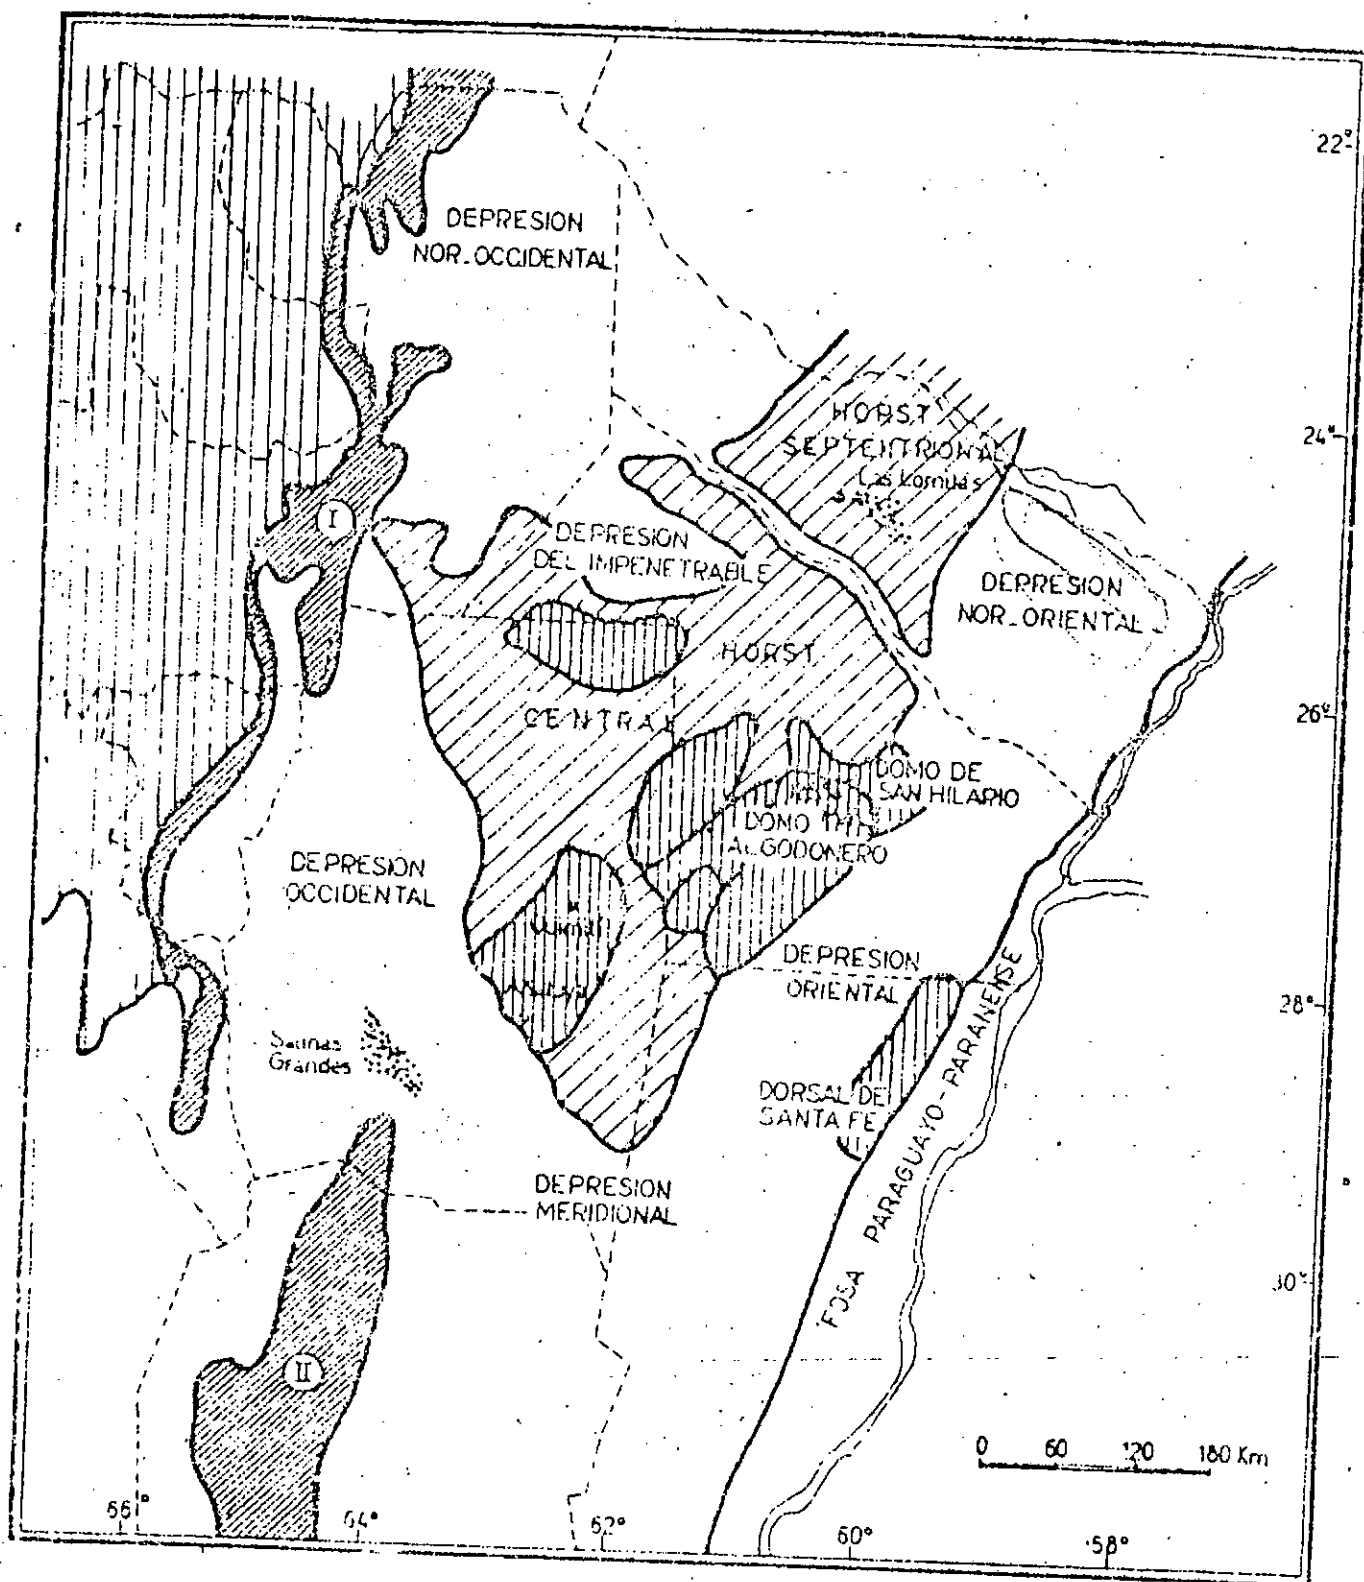 22°
DEPRESION
NOR_OCCIDENTAL
HORST
SEPTENTRIONAL
Las Lomitas
24°
I
DEPRESION
DEL IMPENETRABLE
DEPRESION
NOR_ORIENTAL
HORST
CENTRAL
26°
DOMO DE
SAN HILARIO
DOMO
ALGODONERO
DEPRESION
OCCIDENTAL
DEPRESION
ORIENTAL
28°
Salinas
Grandes
DORSAL DE
SANTA FE
FOSA PARAGUAYO-PARANENSE
DEPRESION
MERIDIONAL
30°
II
0 60 120 180 Km
66° 64° 62° 60° 58°